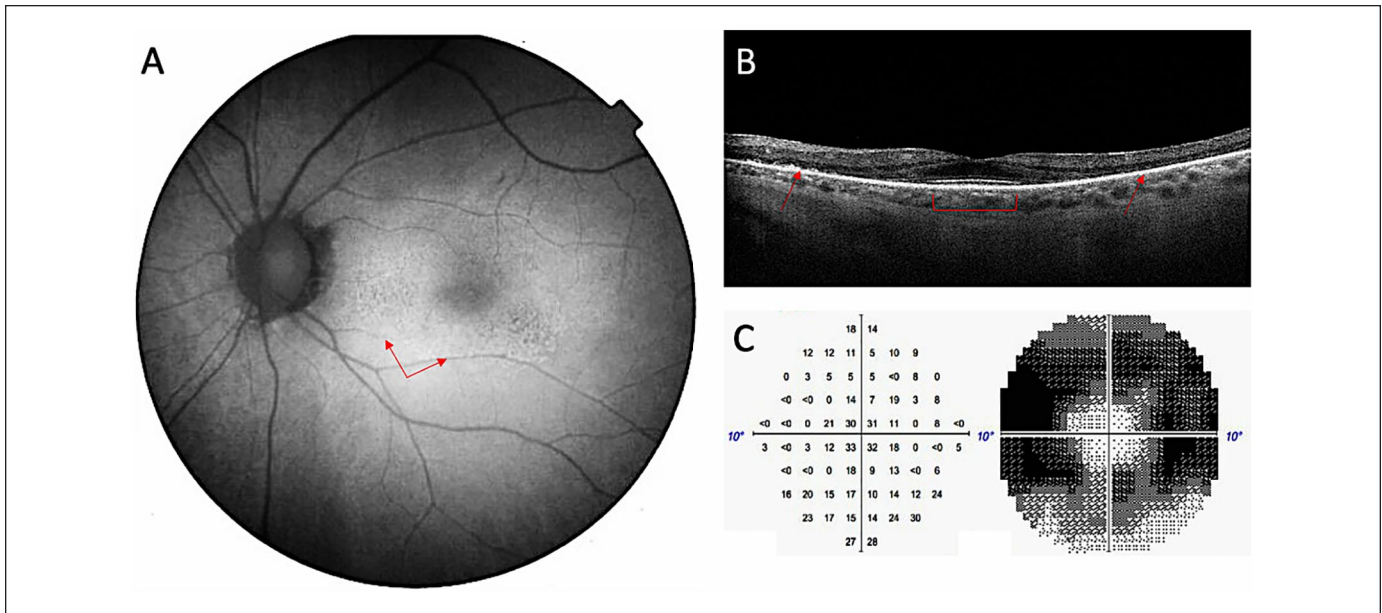 A
B
C
18 14
12 12 11 5 10 9
0 3 5 5 5 <0 8 0
<0 <0 0 14 7 19 3 8
<0 <0 0 21 30 31 11 0 8 <0
10° 10°
3 <0 3 12 33 32 18 0 <0 5
<0 <0 0 18 9 13 <0 6
16 20 15 17 10 14 12 24
23 17 15 14 24 30
27 28